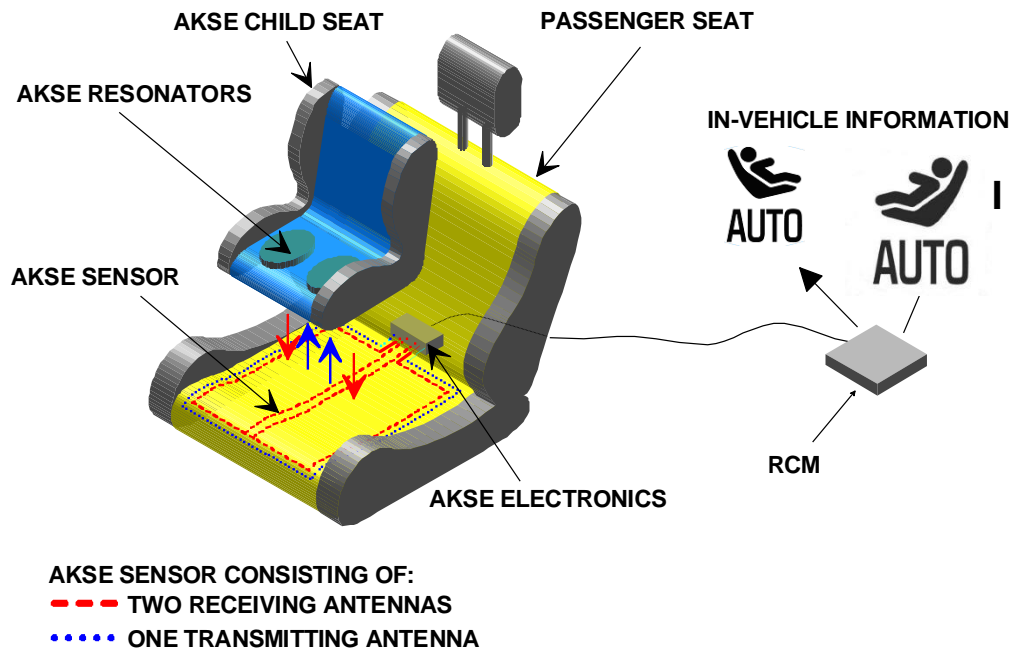 AKSE CHILD SEAT
PASSENGER SEAT
AKSE RESONATORS
IN-VEHICLE INFORMATION
AUTO
AUTO
I
AKSE SENSOR
RCM
AKSE ELECTRONICS
AKSE SENSOR CONSISTING OF:
TWO RECEIVING ANTENNAS
ONE TRANSMITTING ANTENNA